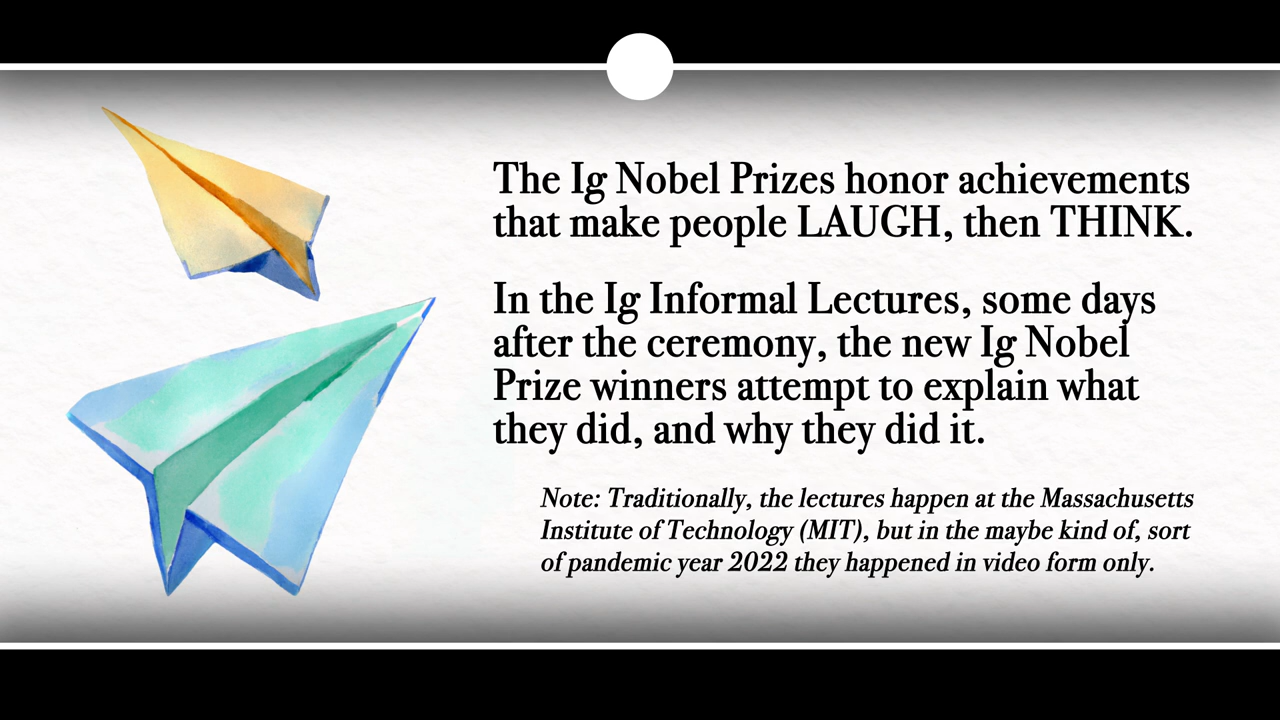 The Ig Nobel Prizes honor achievements
that make people LAUGH, then THINK.
In the Ig Informal Lectures, some days
after the ceremony, the new Ig Nobel
Prize winners attempt to explain what
they did, and why they did it.
Note: Traditionally, the lectures happen at the Massachusetts
Institute of Technology (MIT), but in the maybe kind of, sort
of pandemic year 2022 they happened in video form only.